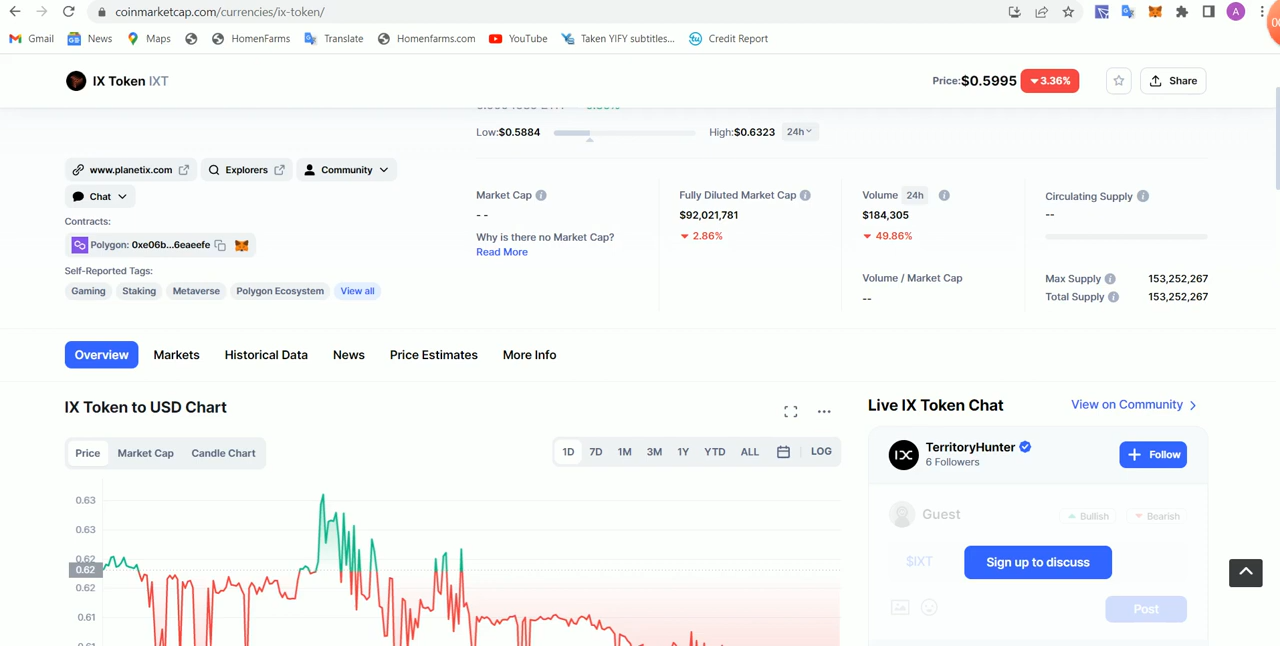 coinmarketcap.com/currencies/ix-token/
A
Gmail
News
Maps
HomenFarms
Translate
Homenfarms.com
YouTube
Taken YIFY subtitles...
Credit Report
IX Token IXT
Price:$0.5995
3.36%
Share
Low:$0.5884
High:$0.6323
24h
www.planetix.com
Explorers
Community
Chat
Contracts:
Polygon: 0xe06b...6eaeefe
Self-Reported Tags:
Gaming
Staking
Metaverse
Polygon Ecosystem
View all
Market Cap
- -
Why is there no Market Cap?
Read More
Fully Diluted Market Cap
$92,021,781
2.86%
Volume 24h
$184,305
49.86%
Volume / Market Cap
--
Circulating Supply
--
Max Supply 153,252,267
Total Supply 153,252,267
Overview
Markets
Historical Data
News
Price Estimates
More Info
IX Token to USD Chart
Price
Market Cap
Candle Chart
1D
7D
1M
3M
1Y
YTD
ALL
LOG
0.63
0.63
0.62
0.62
0.62
0.61
Live IX Token Chat
View on Community
TerritoryHunter
6 Followers
Follow
Guest
Bullish
Bearish
$IXT
Sign up to discuss
Post